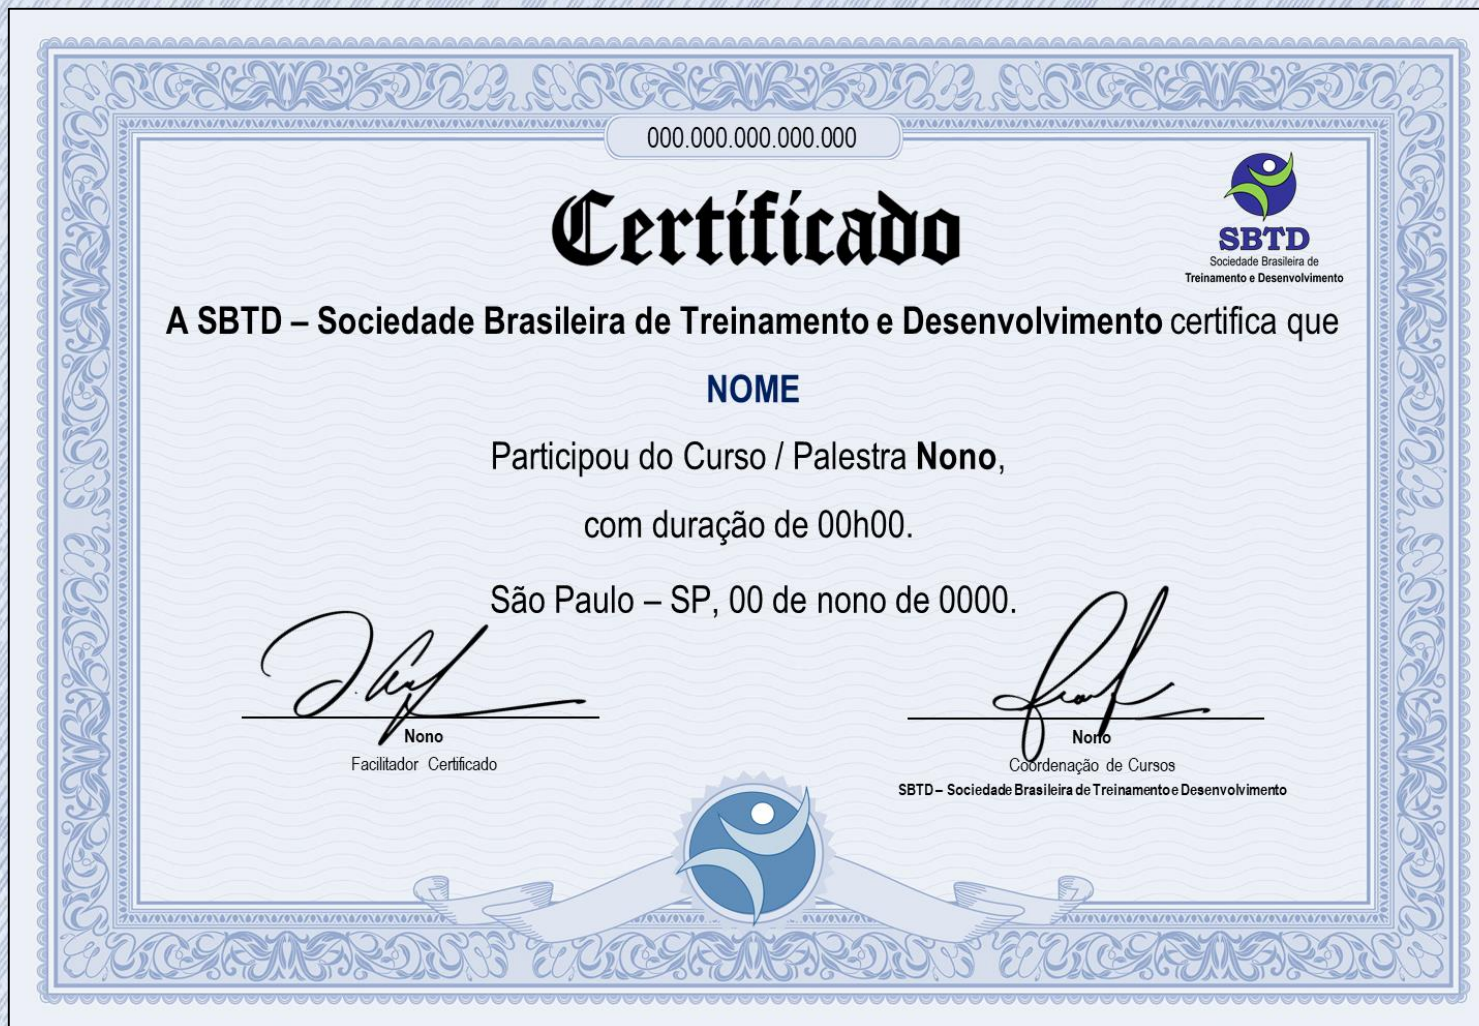 000.000.000.000.000
Certificado
SBTD
Sociedade Brasileira de
Treinamento e Desenvolvimento
A SBTD – Sociedade Brasileira de Treinamento e Desenvolvimento certifica que
NOME
Participou do Curso / Palestra Nono,
com duração de 00h00.
São Paulo – SP, 00 de nono de 0000.
Nono
Facilitador Certificado
Nono
Coordenação de Cursos
SBTD – Sociedade Brasileira de Treinamento e Desenvolvimento